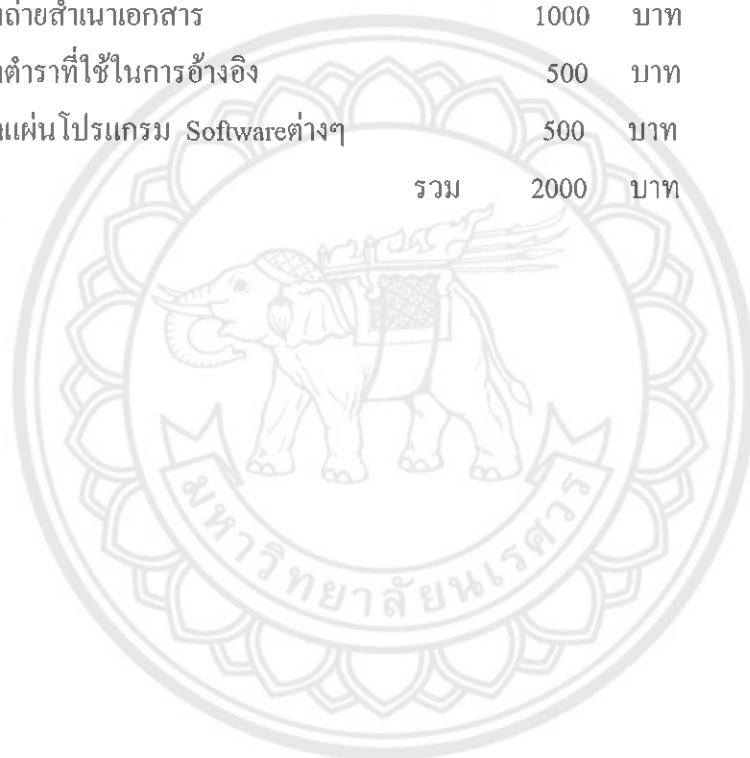 าถ่ายสำเนาเอกสาร 1000 บาท
าตำราที่ใช้ในการอ้างอิง 500 บาท
าแผ่นโปรแกรม Softwareต่างๆ 500 บาท
รวม 2000 บาท
มหาวิทยาลัยนเรศวร